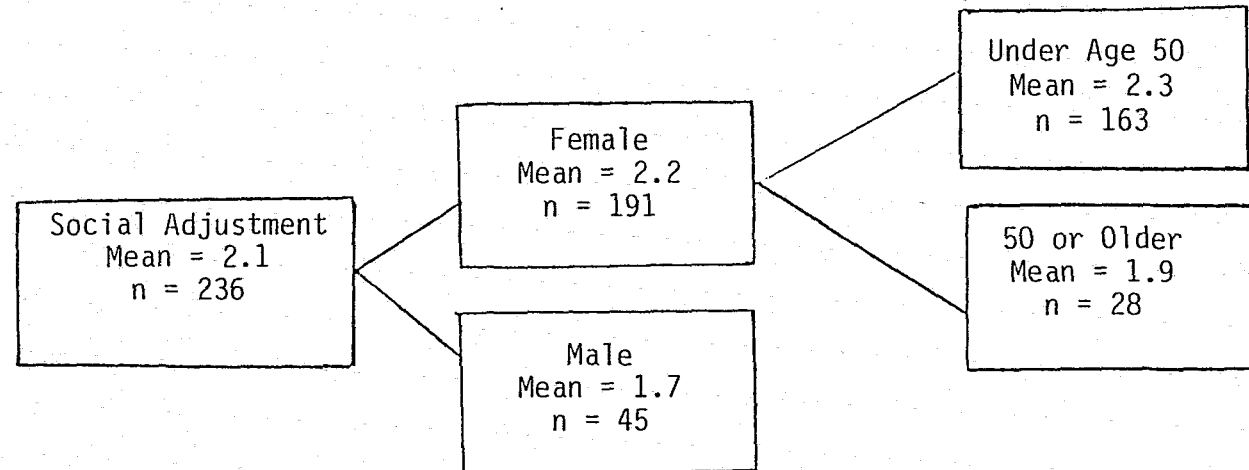 Social Adjustment
Mean = 2.1
n = 236
Female
Mean = 2.2
n = 191
Male
Mean = 1.7
n = 45
Under Age 50
Mean = 2.3
n = 163
50 or Older
Mean = 1.9
n = 28